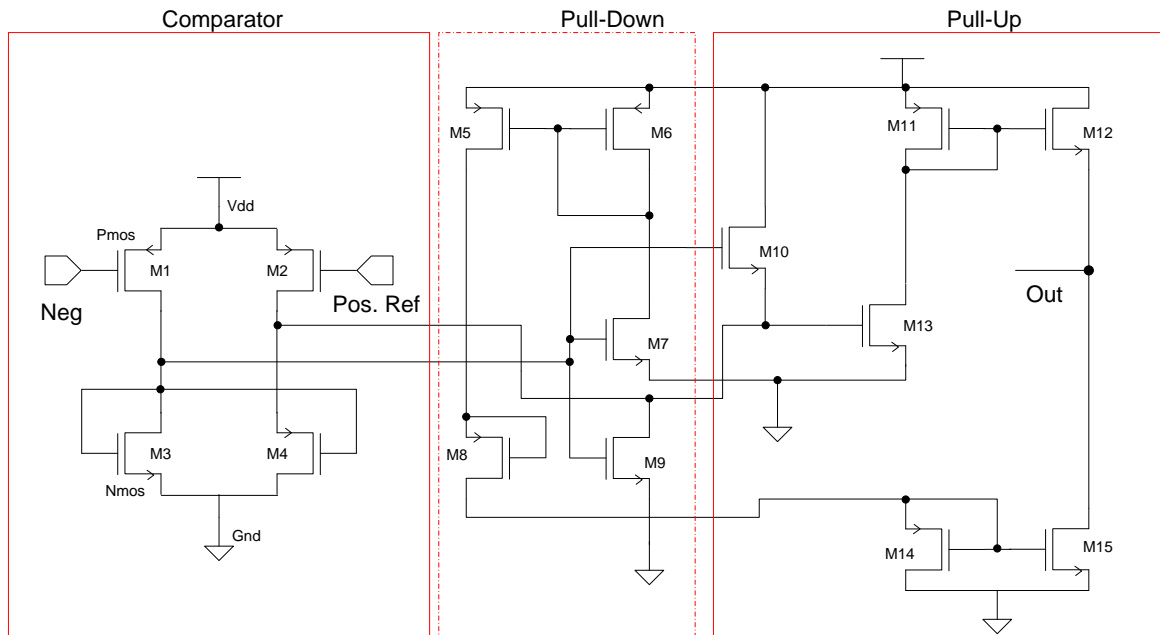 Comparator
Pull-Down
Pull-Up
M5
M6
M11
M12
Vdd
Pmos
M1
M2
M10
Neg
Pos. Ref
Out
M7
M13
M3
M4
M8
M9
Nmos
Gnd
M14
M15